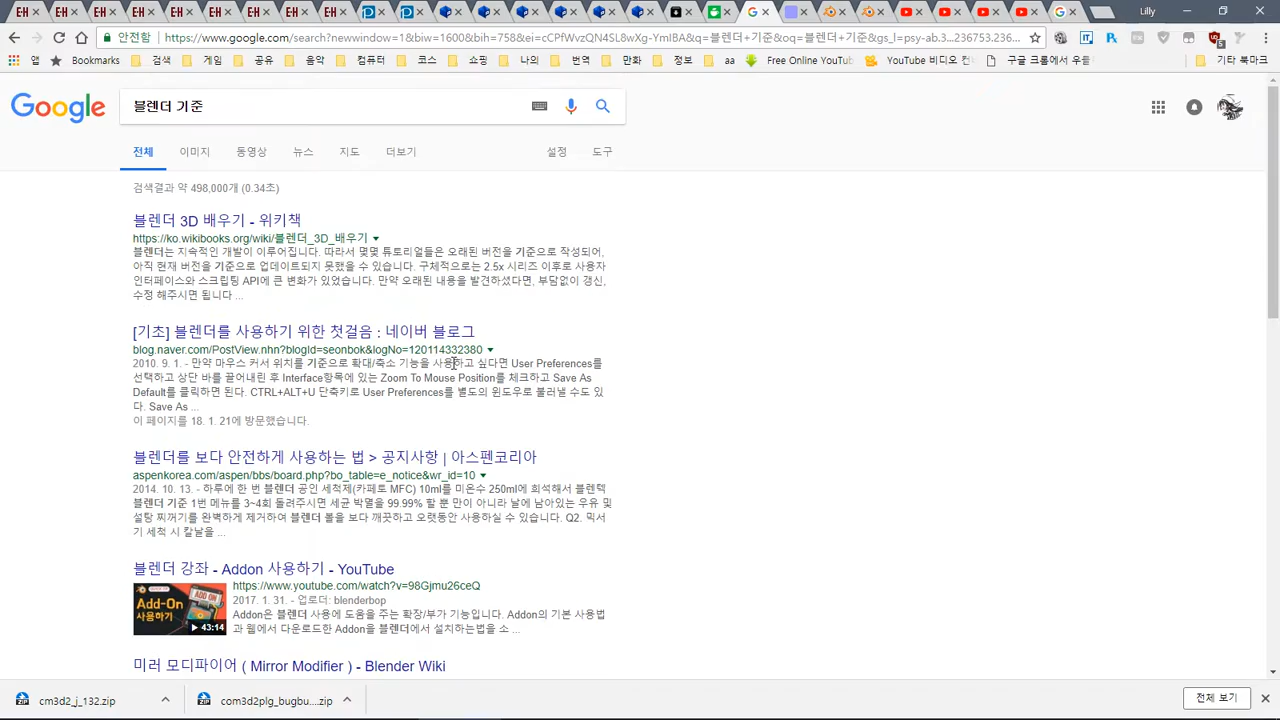 Lilly
안전함 https://www.google.com/search?newwindow=1&biw=1600&bih=758&ei=cCPfWvzQN4SL8wXg-YmIBA&q=블렌더+기준&oq=블렌더+기준&gs_l=psy-ab.3...236753.236...
앱 Bookmarks 검색 게임 공유 음악 컴퓨터 코스 쇼핑 나의 번역 만화 정보 aa Free Online YouTub YouTube 비디오 컨 구글 크롬에서 우클 기타 북마크
Google 블렌더 기준
전체 이미지 동영상 뉴스 지도 더보기 설정 도구
검색결과 약 498,000개 (0.34초)
블렌더 3D 배우기 - 위키책
https://ko.wikibooks.org/wiki/블렌더_3D_배우기
블렌더는 지속적인 개발이 이루어집니다. 따라서 몇몇 튜토리얼들은 오래된 버전을 기준으로 작성되어,
아직 현재 버전을 기준으로 업데이트되지 못했을 수 있습니다. 구체적으로는 2.5x 시리즈 이후로 사용자
인터페이스와 스크립팅 API에 큰 변화가 있었습니다. 만약 오래된 내용을 발견하셨다면, 부담없이 갱신,
수정 해주시면 됩니다 ...
[기초] 블렌더를 사용하기 위한 첫걸음 : 네이버 블로그
blog.naver.com/PostView.nhn?blogId=seonbok&logNo=120114332380
2010. 9. 1. - 만약 마우스 커서 위치를 기준으로 확대/축소 기능을 사용하고 싶다면 User Preferences를
선택하고 상단 바를 끌어내린 후 Interface항목에 있는 Zoom To Mouse Position를 체크하고 Save As
Default를 클릭하면 된다. CTRL+ALT+U 단축키로 User Preferences를 별도의 윈도우로 불러낼 수도 있
다. Save As ...
이 페이지를 18. 1. 21에 방문했습니다.
블렌더를 보다 안전하게 사용하는 법 > 공지사항 | 아스펜코리아
aspenkorea.com/aspen/bbs/board.php?bo_table=e_notice&wr_id=10
2014. 10. 13. - 하루에 한 번 블렌더 공인 세척제(카페토 MFC) 10ml를 미온수 250ml에 희석해서 블렌텍
블렌더 기준 1번 메뉴를 3~4회 돌려주시면 세균 박멸을 99.99% 할 뿐 만이 아니라 날에 남아있는 우유 및
설탕 찌꺼기를 완벽하게 제거하여 블렌더 볼을 보다 깨끗하고 오랫동안 사용하실 수 있습니다. Q2. 믹서
기 세척 시 칼날을 ...
블렌더 강좌 - Addon 사용하기 - YouTube
https://www.youtube.com/watch?v=98Gjmu26ceQ
2017. 1. 31. - 업로더: blenderbop
Addon은 블렌더 사용에 도움을 주는 확장/부가 기능입니다. Addon의 기본 사용법
과 웹에서 다운로드한 Addon을 블렌더에서 설치하는법을 소 ...
Add-On
사용하기
43:14
미러 모디파이어 ( Mirror Modifier ) - Blender Wiki
cm3d2_j_132.zip com3d2plg_bugbu....zip 전체 보기